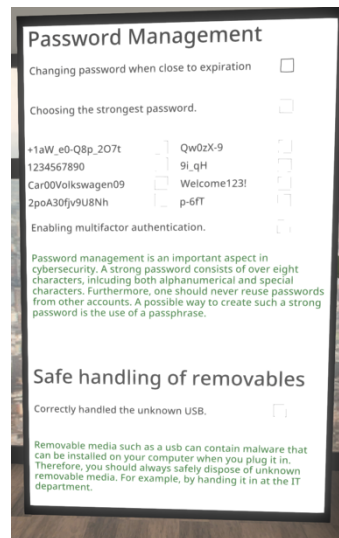 Password Management
Changing password when close to expiration
Choosing the strongest password.
+1aW_e0-Q8p_2O7t Qw0zX-9
1234567890 9i_qH
Car00Volkswagen09 Welcome123!
2poA30fjv9U8Nh p-6fT
Enabling multifactor authentication.
Password management is an important aspect in
cybersecurity. A strong password consists of over eight
characters, inlcuding both alphanumerical and special
characters. Furthermore, one should never reuse passwords
from other accounts. A possible way to create such a strong
password is the use of a passphrase.
Safe handling of removables
Correctly handled the unknown USB.
Removable media such as a usb can contain malware that
can be installed on your computer when you plug it in.
Therefore, you should always safely dispose of unknown
removable media. For example, by handing it in at the IT
department.